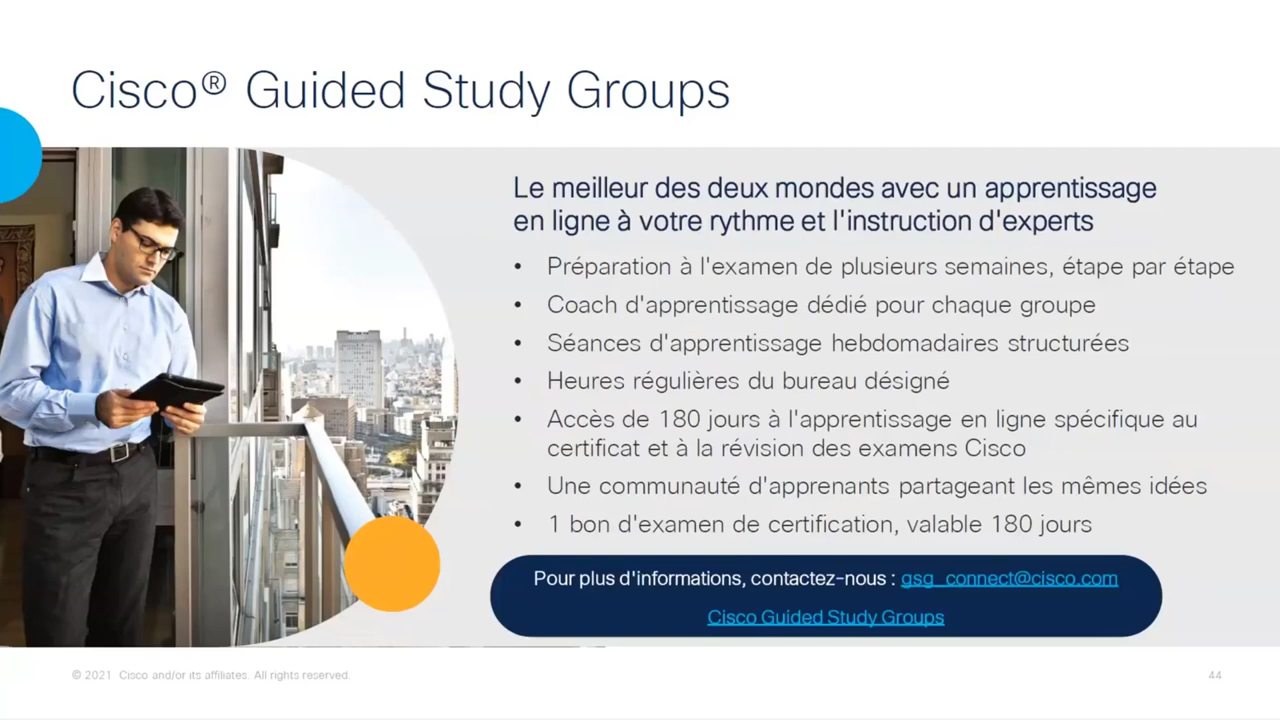 Cisco® Guided Study Groups
Le meilleur des deux mondes avec un apprentissage
en ligne à votre rythme et l'instruction d'experts
• Préparation à l'examen de plusieurs semaines, étape par étape
• Coach d'apprentissage dédié pour chaque groupe
• Séances d'apprentissage hebdomadaires structurées
• Heures régulières du bureau désigné
• Accès de 180 jours à l'apprentissage en ligne spécifique au
certificat et à la révision des examens Cisco
• Une communauté d'apprenants partageant les mêmes idées
• 1 bon d'examen de certification, valable 180 jours
Pour plus d'informations, contactez-nous : gsg_connect@cisco.com
Cisco Guided Study Groups
© 2021 Cisco and/or its affiliates. All rights reserved.
44